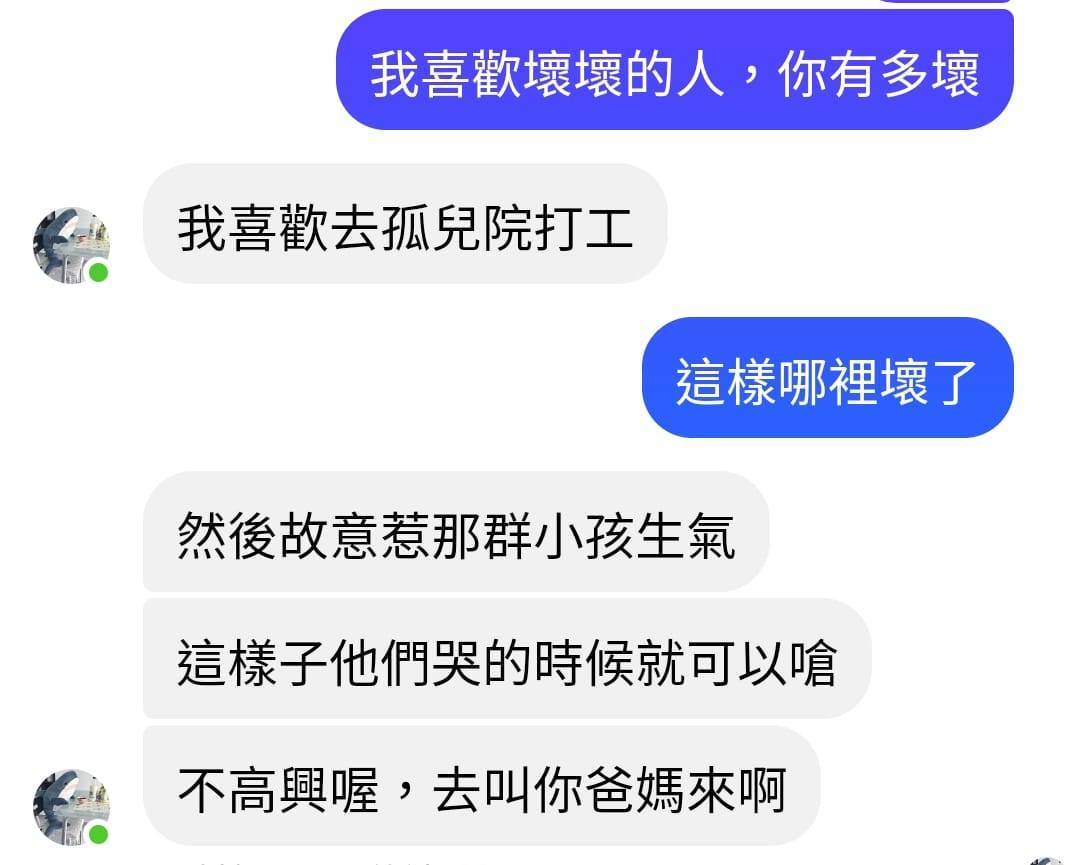 我喜歡壞壞的人，你有多壞
我喜歡去孤兒院打工
這樣哪裡壞了
然後故意惹那群小孩生氣
這樣子他們哭的時候就可以嗆
不高興喔，去叫你爸媽來啊